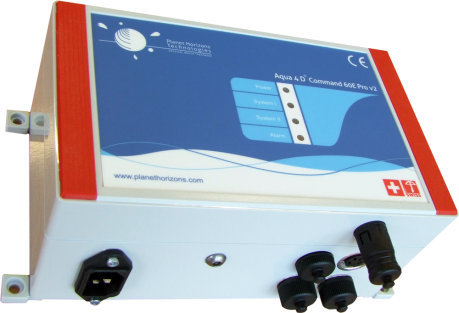 Planet Horizons
Technologies
CE
Aqua 4 D® Command 60E Pro v2
Power
System 1
System 2
Alarm
www.planethorizons.com
SWISS